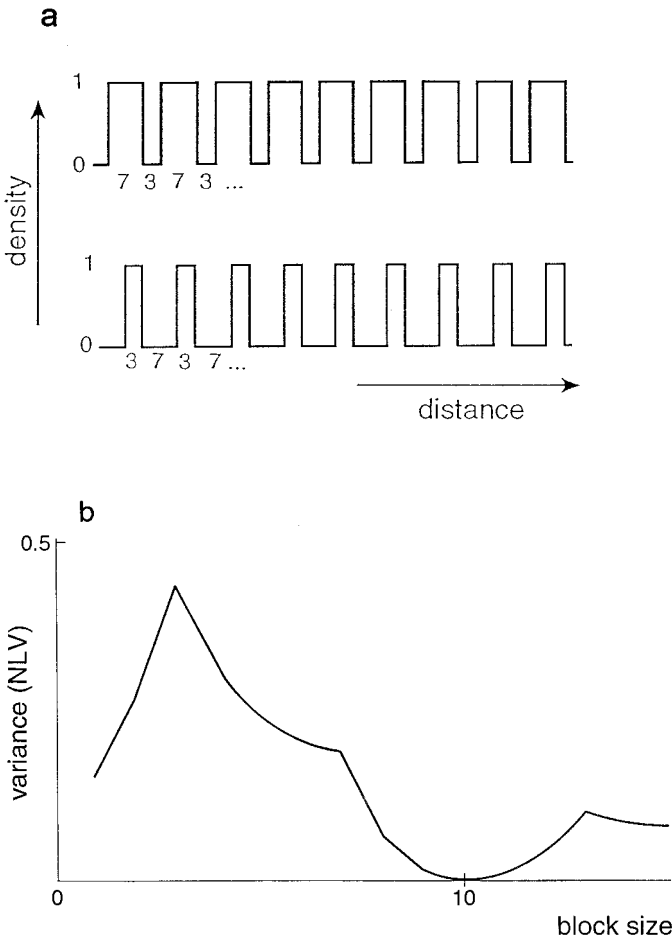 a
1
0
7 3 7 3 ...
density
1
0
3 7 3 7 ...
distance
b
0.5
variance (NLV)
0 10
block size